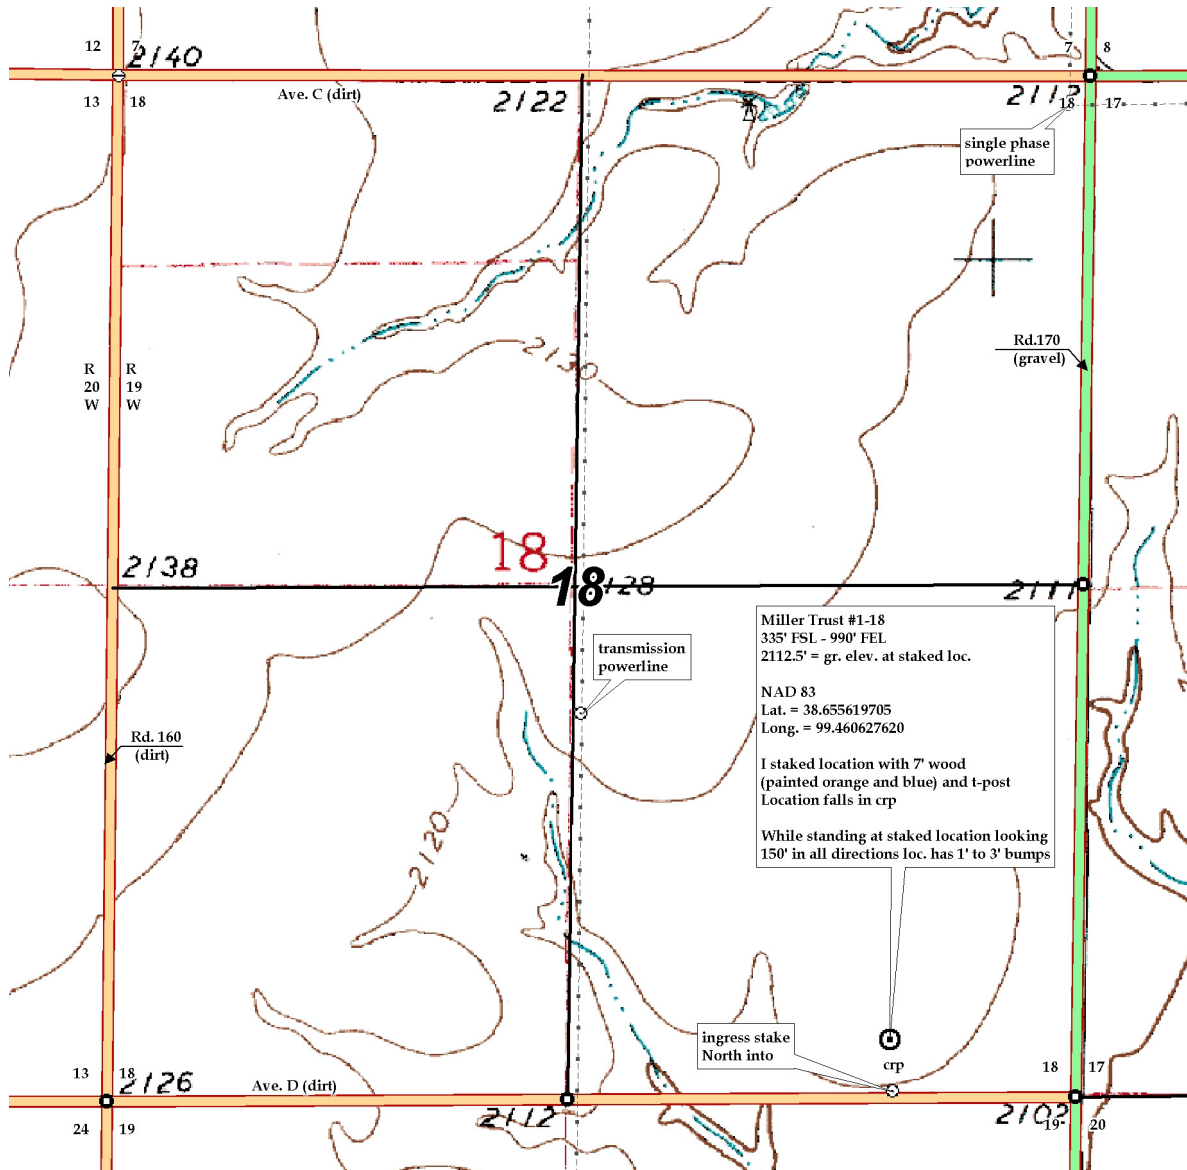 12
7
2140
7
8
13
18
Ave. C (dirt)
2122
2112
18
17
single phase
powerline
R
20
W
R
19
W
Rd.170
(gravel)
2130
18
2138
18
2128
2111
Miller Trust #1-18
335' FSL - 990' FEL
2112.5' = gr. elev. at staked loc.
NAD 83
Lat. = 38.655619705
Long. = 99.460627620
I staked location with 7' wood
(painted orange and blue) and t-post
Location falls in crp
While standing at staked location looking
150' in all directions loc. has 1' to 3' bumps
transmission
powerline
Rd. 160
(dirt)
2120
ingress stake
North into
crp
13
18
2126
Ave. D (dirt)
2112
18
17
2102
24
19
19
20